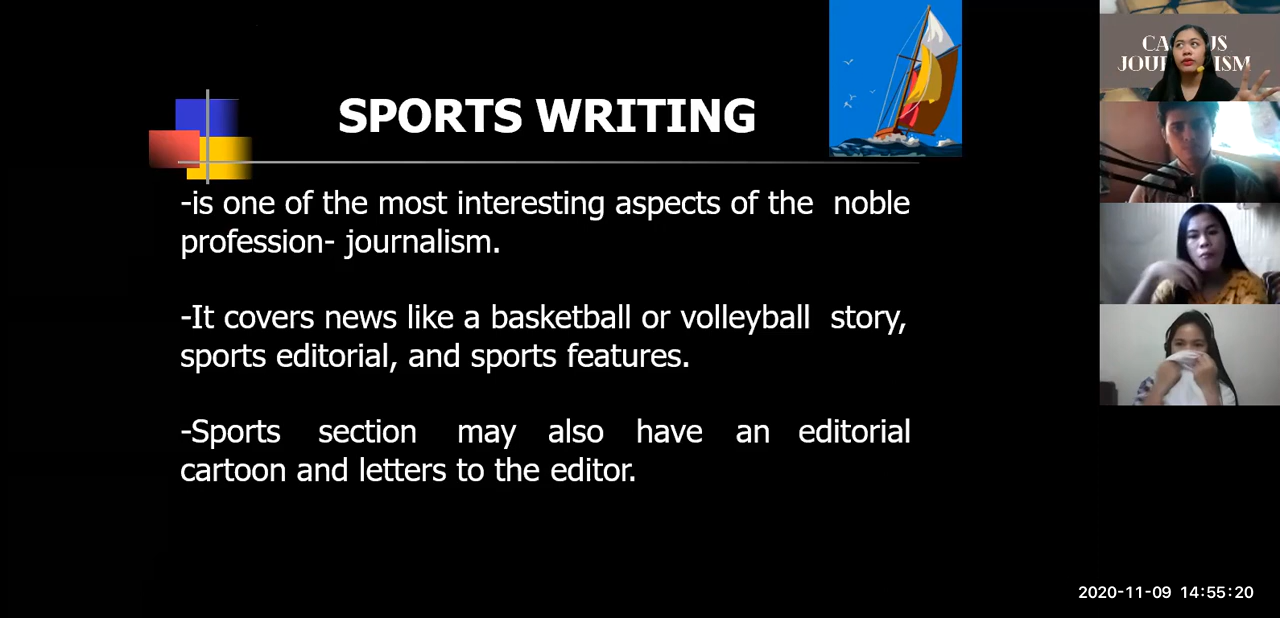 SPORTS WRITING
-is one of the most interesting aspects of the noble
profession- journalism.
-It covers news like a basketball or volleyball story,
sports editorial, and sports features.
-Sports section may also have an editorial
cartoon and letters to the editor.
2020-11-09 14:55:20